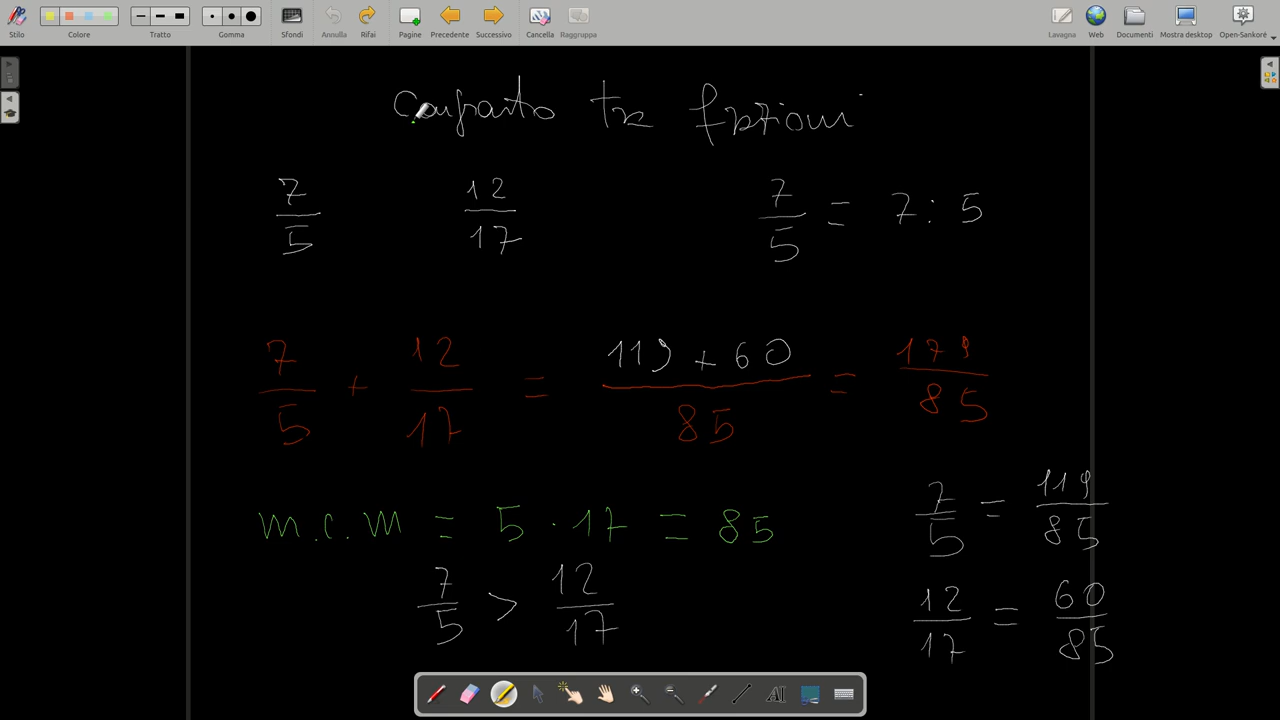 Stilo Colore Tratto Gomma Sfondi Annulla Rifai Pagine Precedente Successivo Cancella Raggruppa Lavagna Web Documenti Mostra desktop Open-Sankoré
Confronto tra frazioni
7/5 12/17 7/5 = 7 : 5
7/5 + 12/17 = 119 + 60/85 = 179/85
m.c.m = 5 · 17 = 85
7/5 = 119/85
7/5 > 12/17
12/17 = 60/85
AI